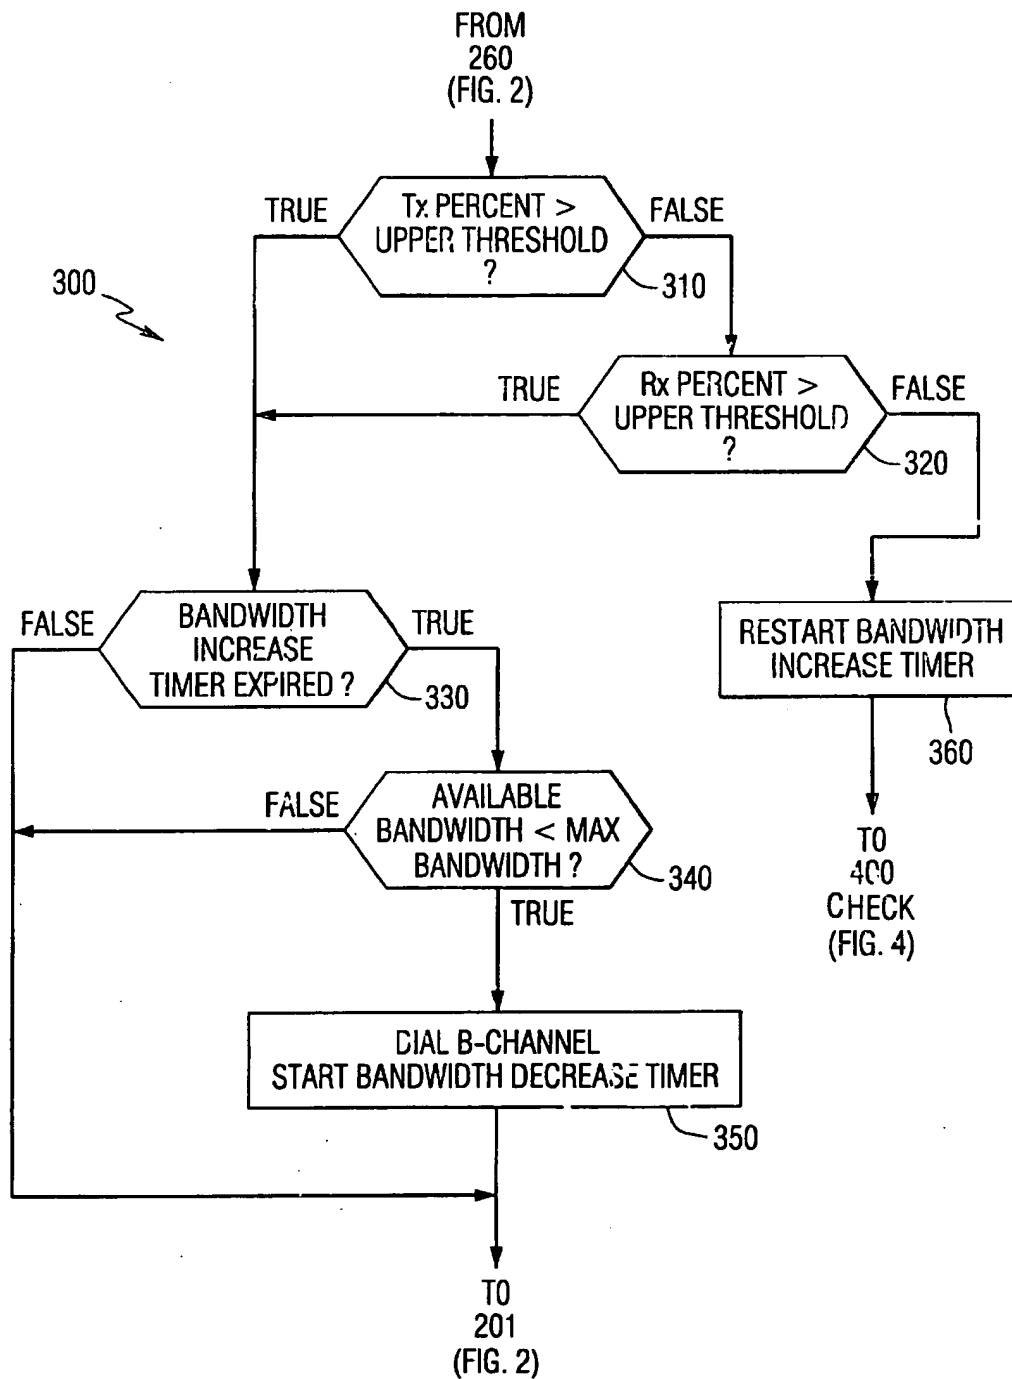 FROM
260
(FIG. 2)
TRUE
Tx PERCENT >
UPPER THRESHOLD
?
FALSE
310
300
TRUE
Rx PERCENT >
UPPER THRESHOLD
?
FALSE
320
FALSE
BANDWIDTH
INCREASE
TIMER EXPIRED ?
TRUE
330
RESTART BANDWIDTH
INCREASE TIMER
360
FALSE
AVAILABLE
BANDWIDTH < MAX
BANDWIDTH ?
340
TRUE
TO
400
CHECK
(FIG. 4)
DIAL B-CHANNEL
START BANDWIDTH DECREASE TIMER
350
TO
201
(FIG. 2)